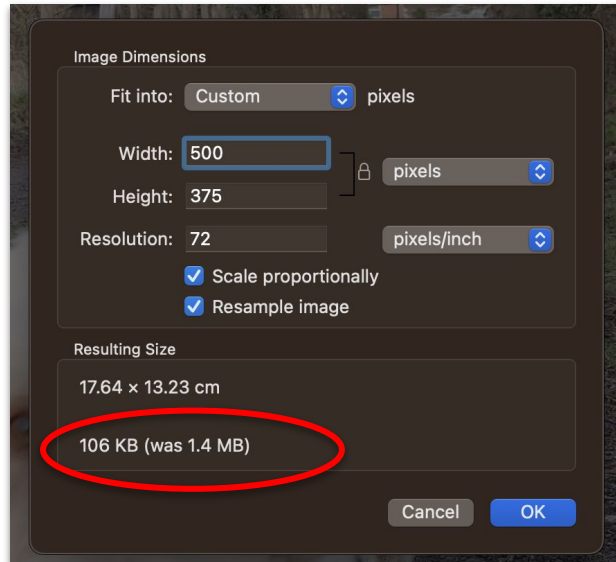 Image Dimensions
Fit into: Custom pixels
Width: 500
pixels
Height: 375
Resolution: 72 pixels/inch
Scale proportionally
Resample image
Resulting Size
17.64 × 13.23 cm
106 KB (was 1.4 MB)
Cancel OK